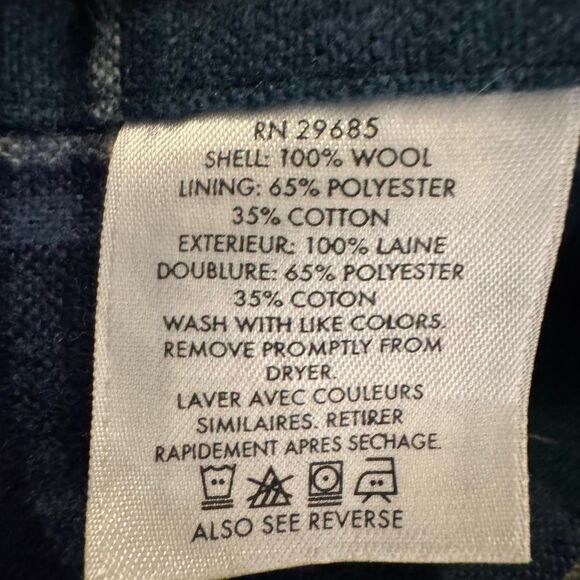 RN 29685
SHELL: 100% WOOL
LINING: 65% POLYESTER
35% COTTON
EXTERIEUR: 100% LAINE
DOUBLURE: 65% POLYESTER
35% COTON
WASH WITH LIKE COLORS.
REMOVE PROMPTLY FROM
DRYER.
LAVER AVEC COULEURS
SIMILAIRES. RETIRER
RAPIDEMENT APRES SECHAGE.
ALSO SEE REVERSE